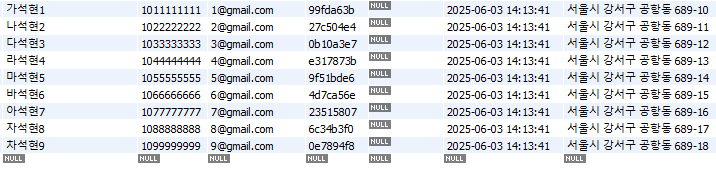 가석현1 1011111111 1@gmail.com 99fda63b NULL 2025-06-03 14:13:41 서울시 강서구 공항동 689-10
나석현2 1022222222 2@gmail.com 27c504e4 NULL 2025-06-03 14:13:41 서울시 강서구 공항동 689-11
다석현3 1033333333 3@gmail.com 0b10a3e7 NULL 2025-06-03 14:13:41 서울시 강서구 공항동 689-12
라석현4 1044444444 4@gmail.com e317873b NULL 2025-06-03 14:13:41 서울시 강서구 공항동 689-13
마석현5 1055555555 5@gmail.com 9f51bde6 NULL 2025-06-03 14:13:41 서울시 강서구 공항동 689-14
바석현6 1066666666 6@gmail.com 4d7ca56e NULL 2025-06-03 14:13:41 서울시 강서구 공항동 689-15
아석현7 1077777777 7@gmail.com 23515807 NULL 2025-06-03 14:13:41 서울시 강서구 공항동 689-16
자석현8 1088888888 8@gmail.com 6c34b3f0 NULL 2025-06-03 14:13:41 서울시 강서구 공항동 689-17
차석현9 1099999999 9@gmail.com 0e7894f8 NULL 2025-06-03 14:13:41 서울시 강서구 공항동 689-18
NULL NULL NULL NULL NULL NULL NULL